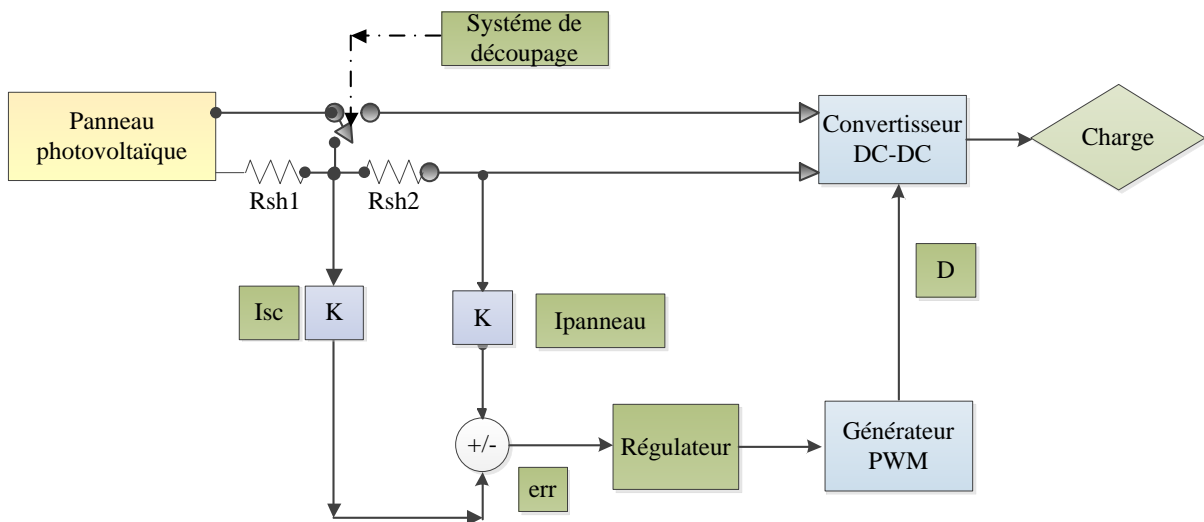 Systéme de
découpage
Panneau
photovoltaïque
Convertisseur
DC-DC
Charge
Rsh1
Rsh2
D
Isc
K
K
Ipanneau
+/-
Régulateur
Générateur
PWM
err